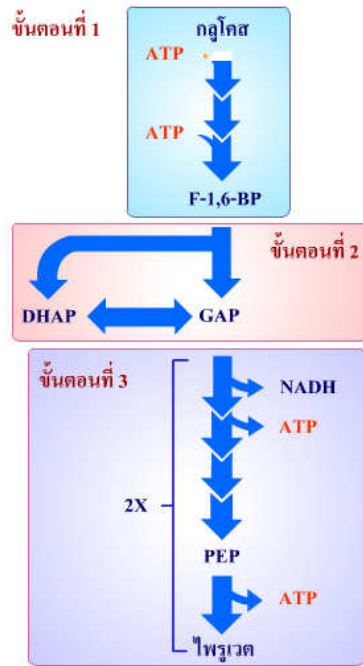 ขั้นตอนที่ 1
กลูโคส
ATP
ATP
F-1,6-BP
ขั้นตอนที่ 2
DHAP
GAP
ขั้นตอนที่ 3
NADH
ATP
2X
PEP
ATP
ไพรูเวต